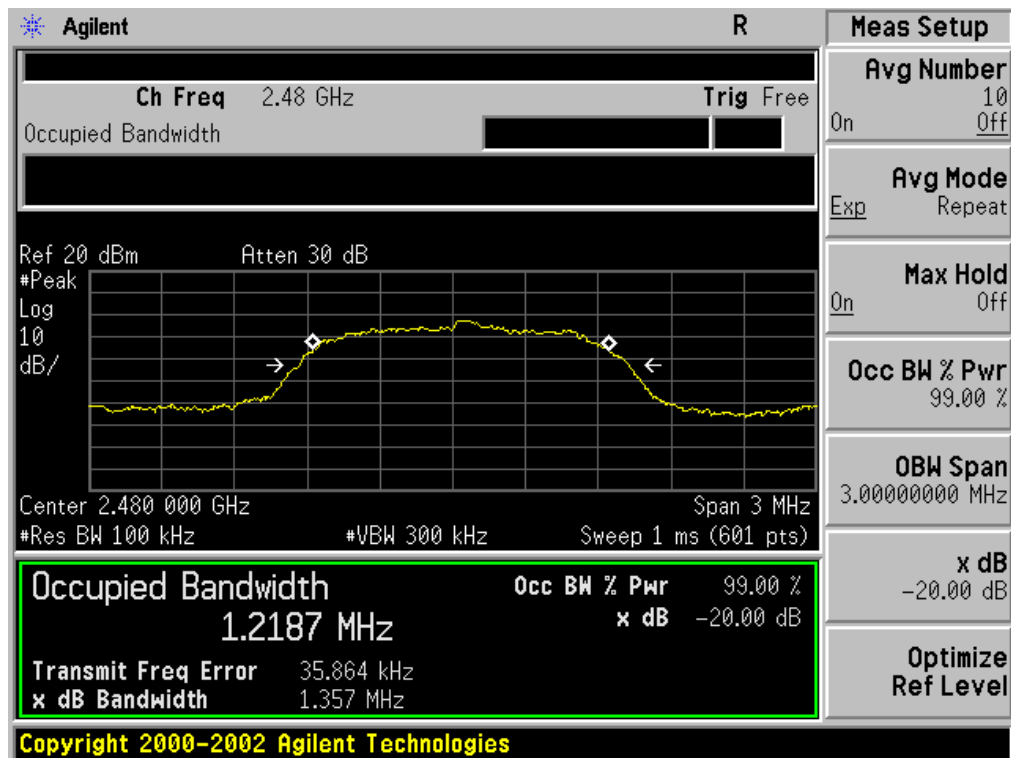 Agilent R
Ch Freq 2.48 GHz Trig Free
Occupied Bandwidth
Ref 20 dBm Atten 30 dB
#Peak
Log
10
dB/
Center 2.480 000 GHz Span 3 MHz
#Res BW 100 kHz #VBW 300 kHz Sweep 1 ms (601 pts)
Occupied Bandwidth
1.2187 MHz
Occ BW % Pwr 99.00 %
x dB -20.00 dB
Transmit Freq Error 35.864 kHz
x dB Bandwidth 1.357 MHz
Copyright 2000-2002 Agilent Technologies
Meas Setup
Avg Number
10
On Off
Avg Mode
Exp Repeat
Max Hold
On Off
Occ BW % Pwr
99.00 %
OBW Span
3.00000000 MHz
x dB
-20.00 dB
Optimize
Ref Level